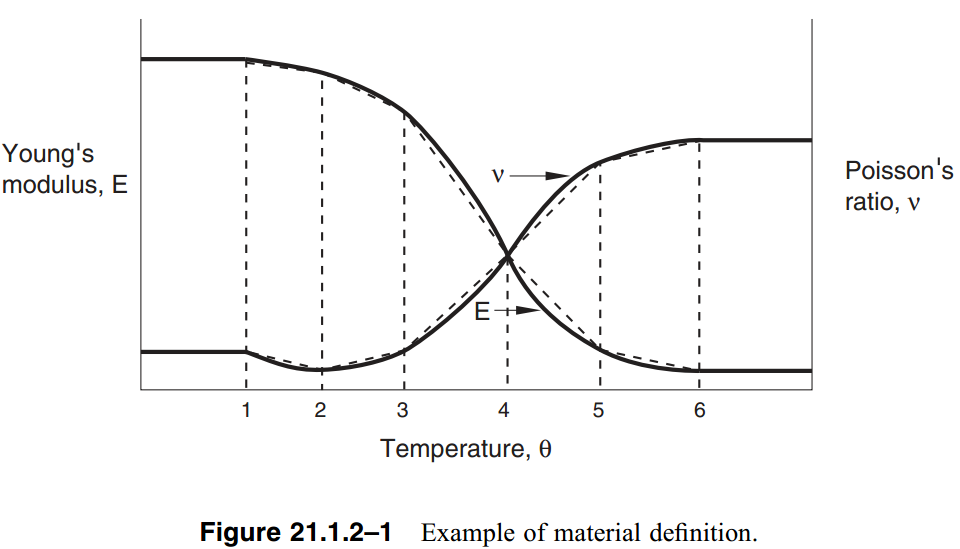 Young's
modulus, E
ν
E
Poisson's
ratio, ν
1 2 3 4 5 6
Temperature, θ
Figure 21.1.2–1 Example of material definition.